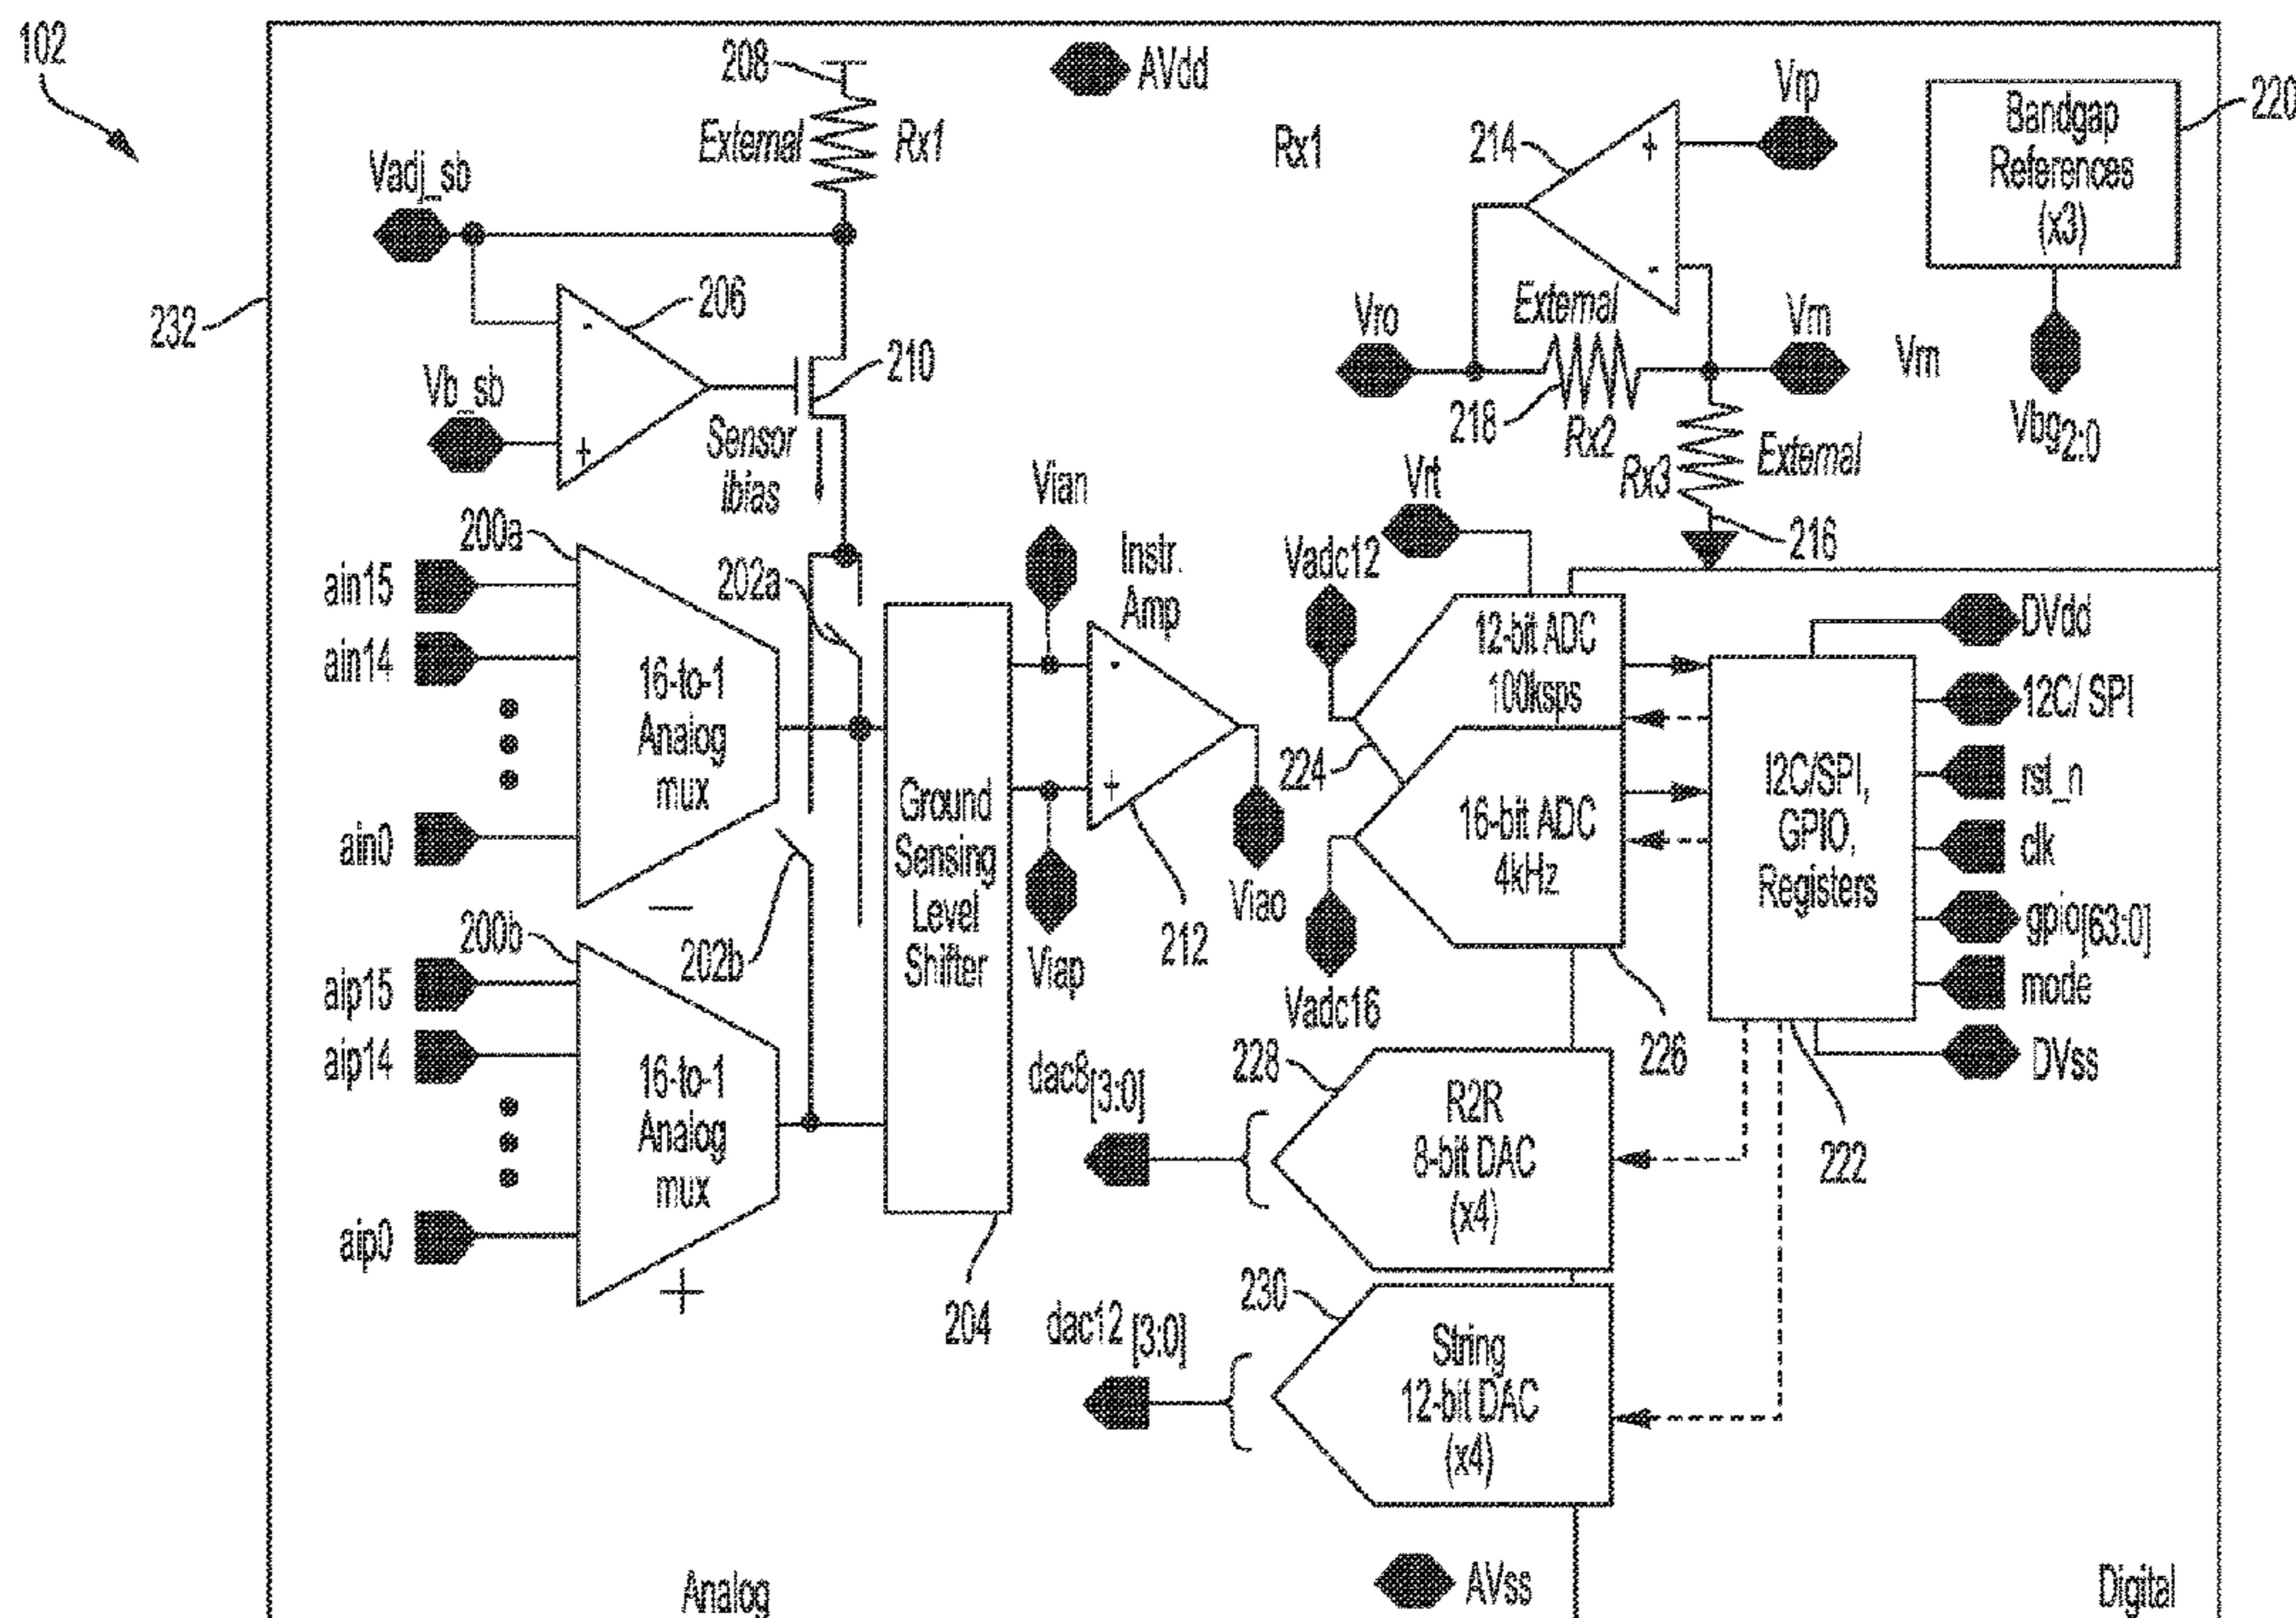 102
208
External
Rx1
AVdd
Rx1
214
Vrp
+
-
Bandgap
References
(x3)
220
Vadj_sb
232
206
-
+
Vb_sb
210
Sensor
Ibias
Vro
External
218
Rx2
Vrn
Vrn
Rx3
External
216
Vbg2:0
200a
ain15
ain14
ain0
16-to-1
Analog
mux
−
202a
202b
200b
aip15
aip14
aip0
16-to-1
Analog
mux
+
Ground
Sensing
Level
Shifter
204
Vian
Viap
Instr.
Amp
-
+
212
Viao
Vrt
Vadc12
12-bit ADC
100ksps
224
16-bit ADC
4kHz
Vadc16
226
I2C/SPI,
GPIO,
Registers
222
DVdd
12C/ SPI
rst_n
clk
gpio[63:0]
mode
DVss
dac8[3:0]
228
R2R
8-bit DAC
(x4)
dac12 [3:0]
230
String
12-bit DAC
(x4)
Analog
AVss
Digital